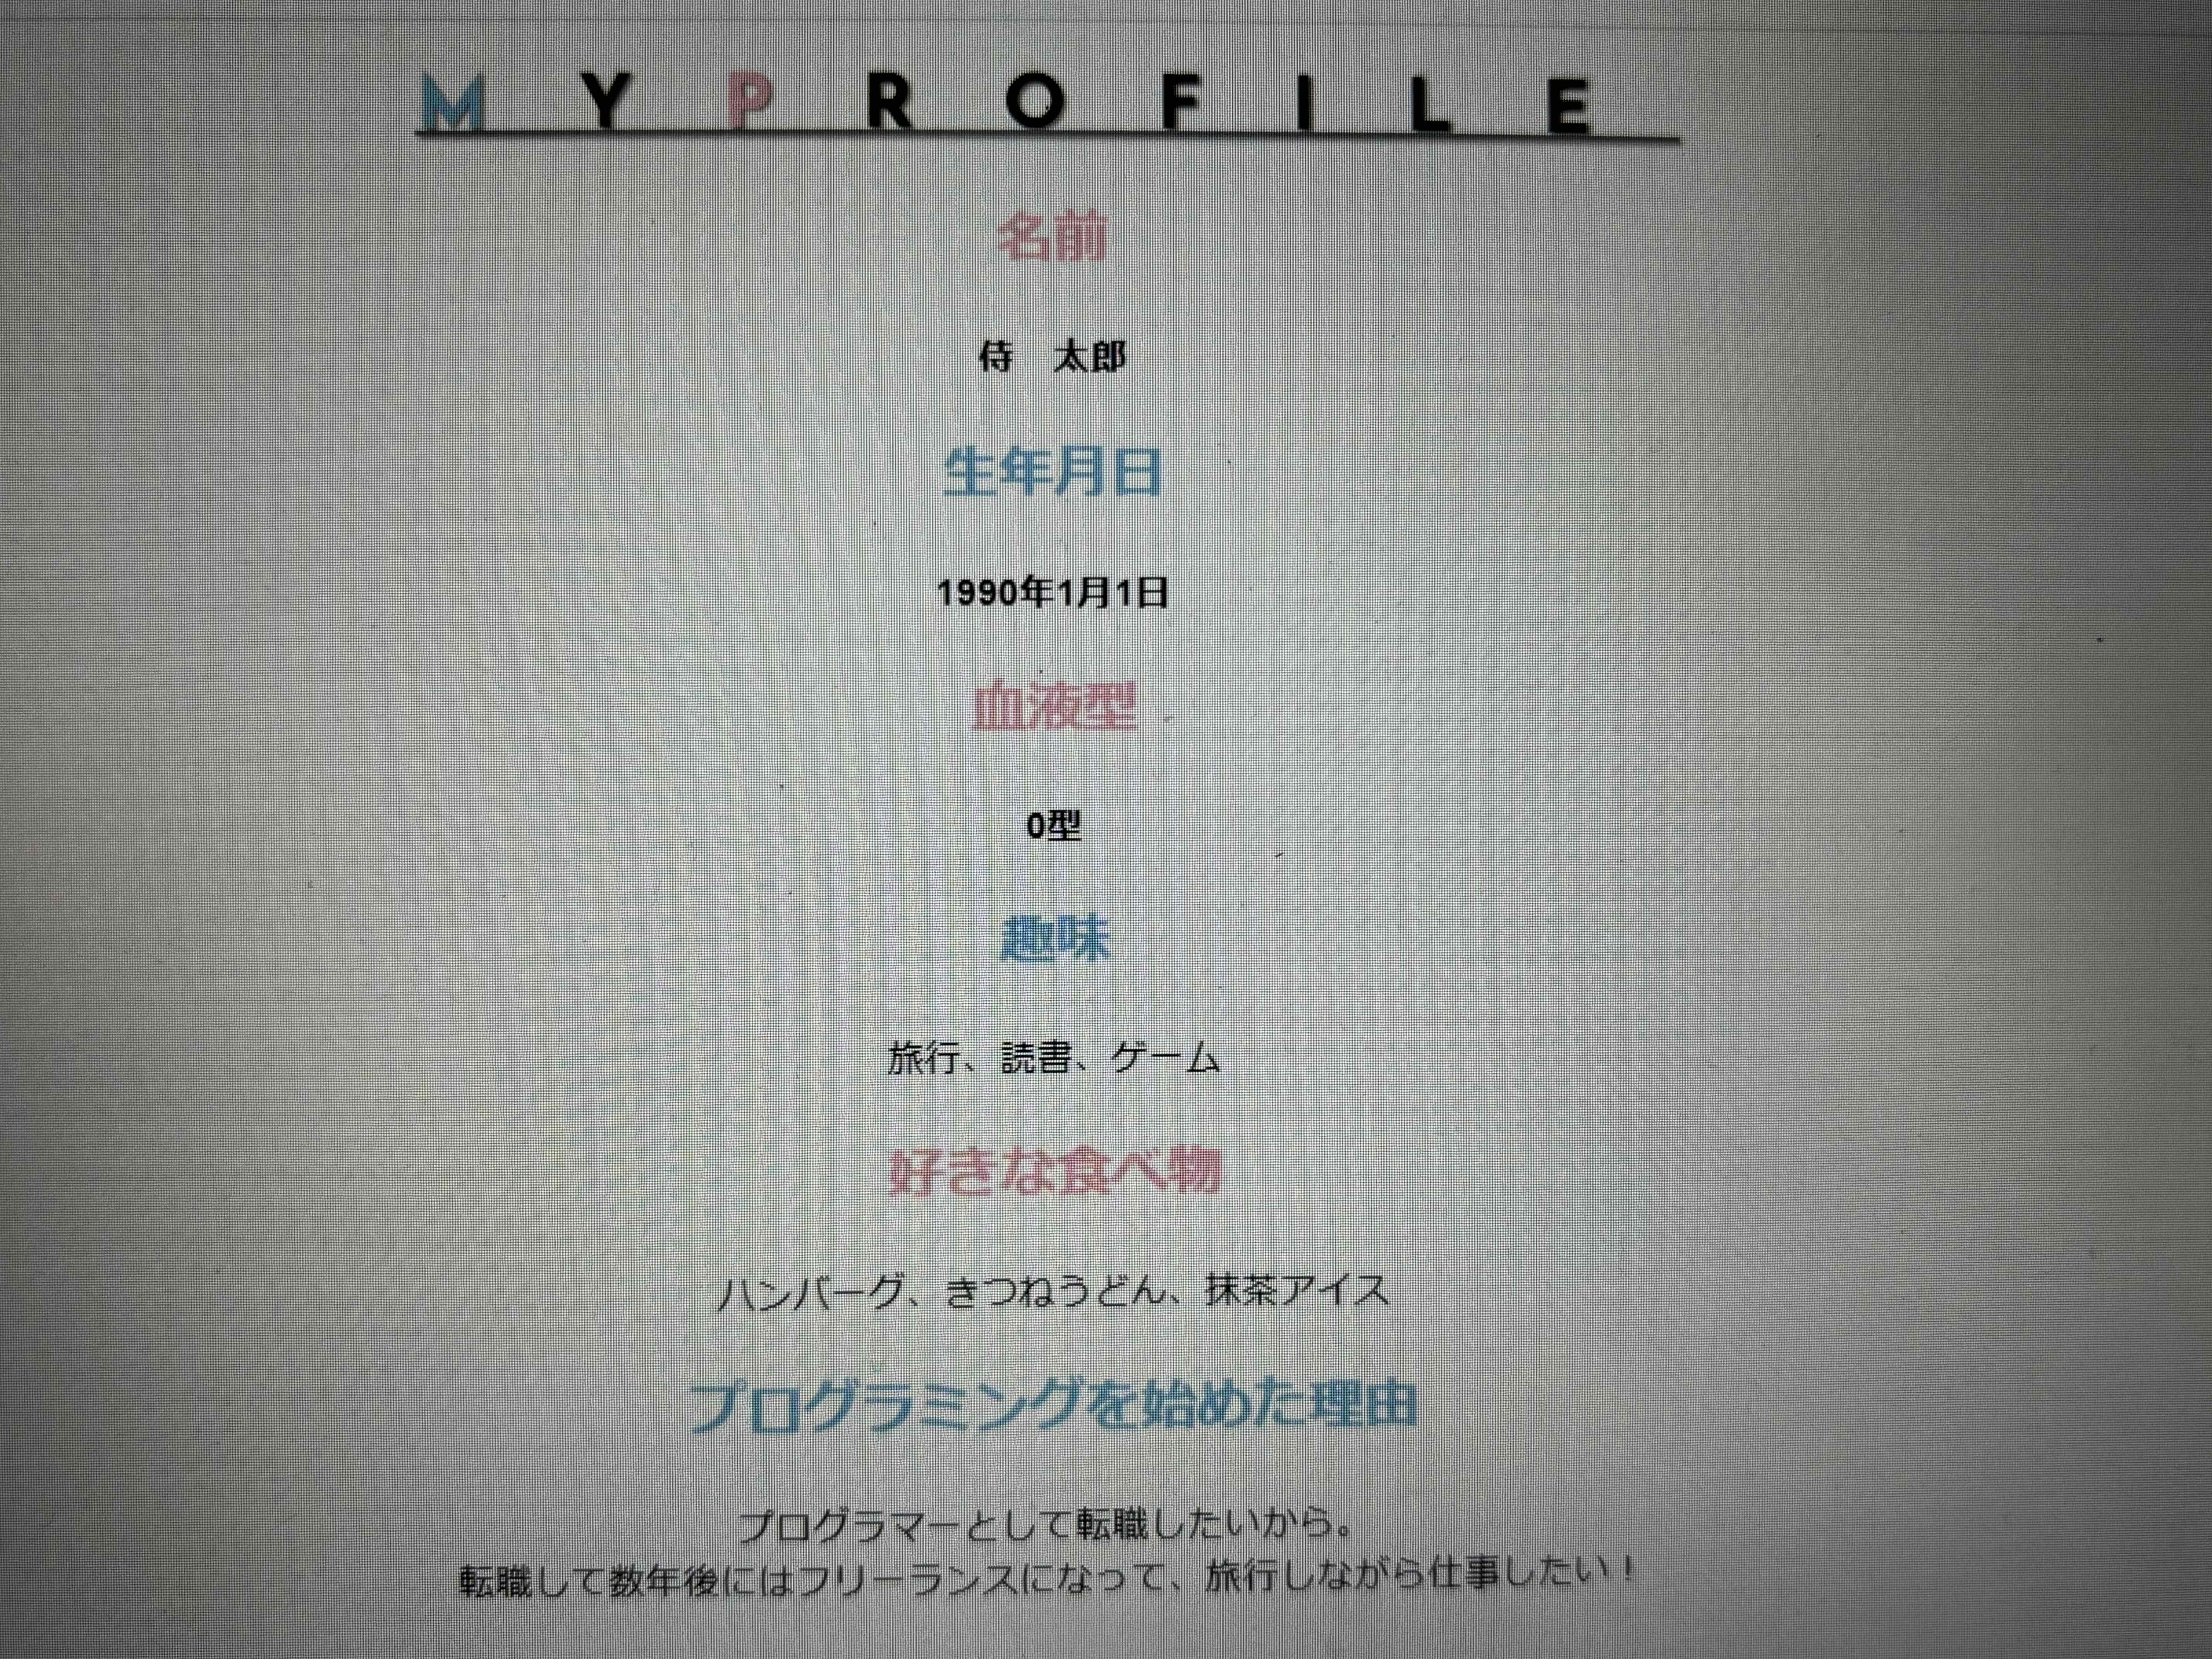 MYPROFILE
名前
侍　太郎
生年月日
1990年1月1日
血液型
O型
趣味
旅行、読書、ゲーム
好きな食べ物
ハンバーグ、きつねうどん、抹茶アイス
プログラミングを始めた理由
プログラマーとして転職したいから。
転職して数年後にはフリーランスになって、旅行しながら仕事したい！